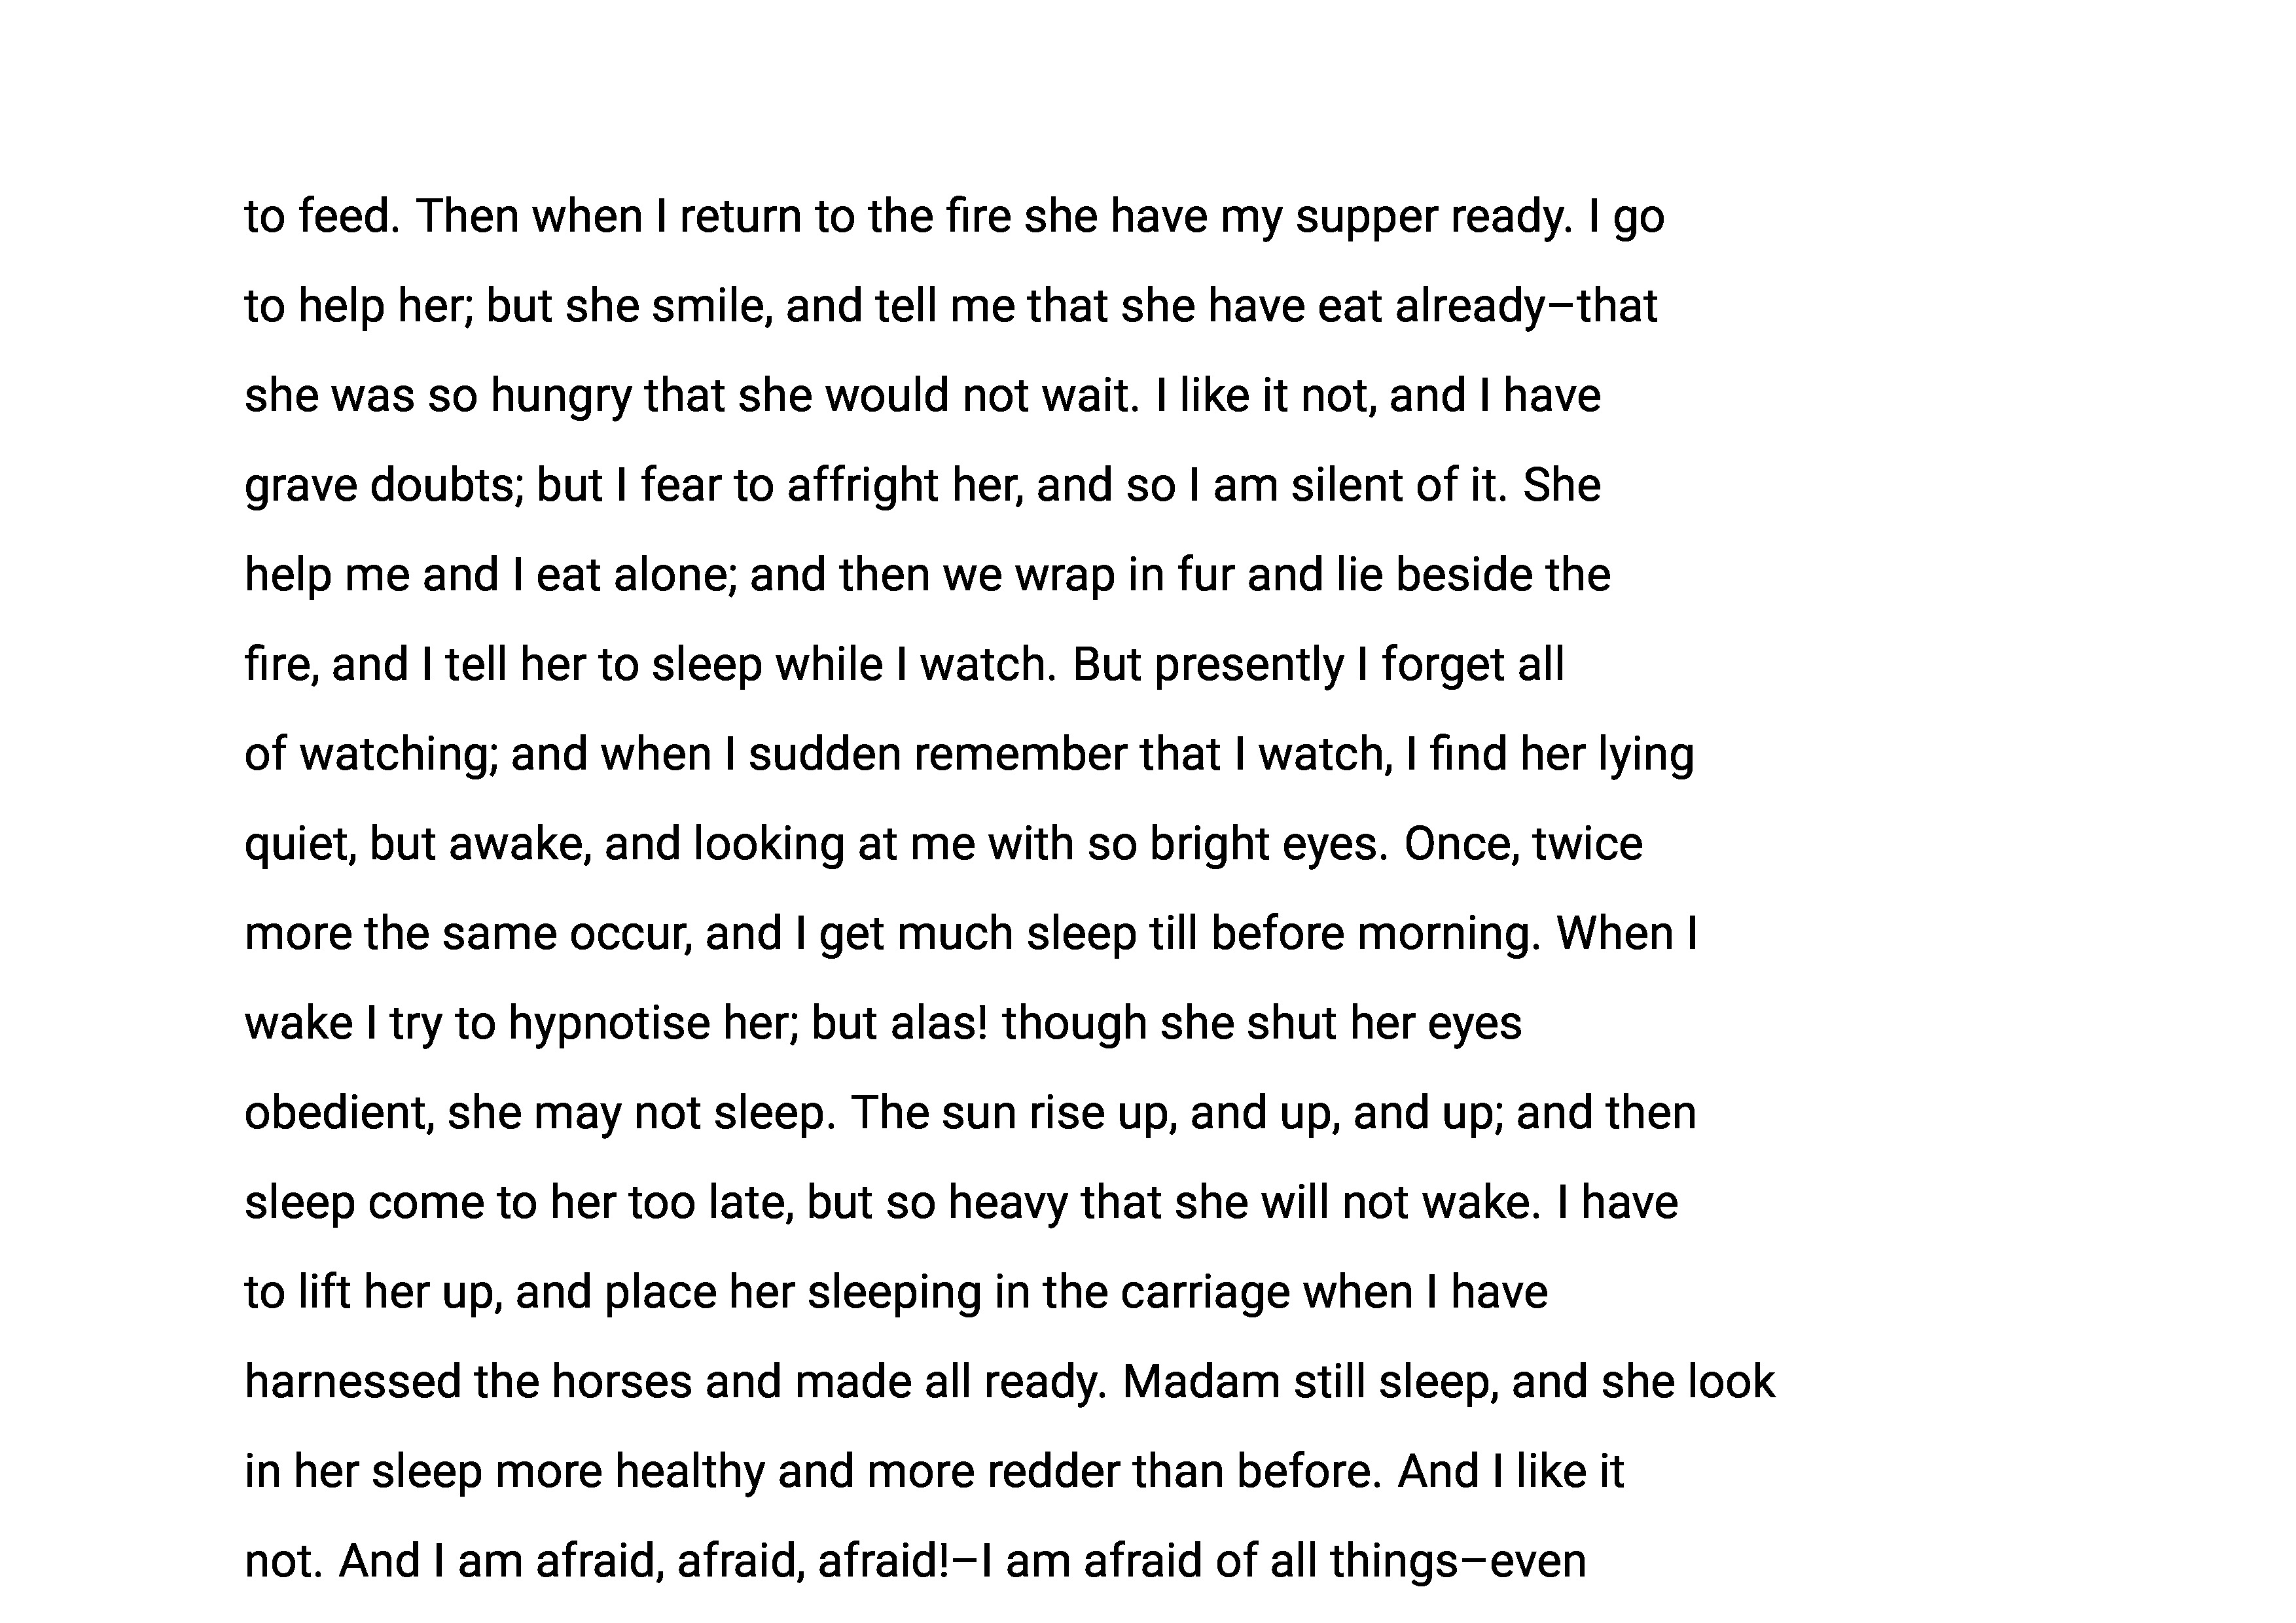 to feed. Then when I return to the fire she have my supper ready. I go
to help her; but she smile, and tell me that she have eat already–that
she was so hungry that she would not wait. I like it not, and I have
grave doubts; but I fear to affright her, and so I am silent of it. She
help me and I eat alone; and then we wrap in fur and lie beside the
fire, and I tell her to sleep while I watch. But presently I forget all
of watching; and when I sudden remember that I watch, I find her lying
quiet, but awake, and looking at me with so bright eyes. Once, twice
more the same occur, and I get much sleep till before morning. When I
wake I try to hypnotise her; but alas! though she shut her eyes
obedient, she may not sleep. The sun rise up, and up, and up; and then
sleep come to her too late, but so heavy that she will not wake. I have
to lift her up, and place her sleeping in the carriage when I have
harnessed the horses and made all ready. Madam still sleep, and she look
in her sleep more healthy and more redder than before. And I like it
not. And I am afraid, afraid, afraid!–I am afraid of all things–even